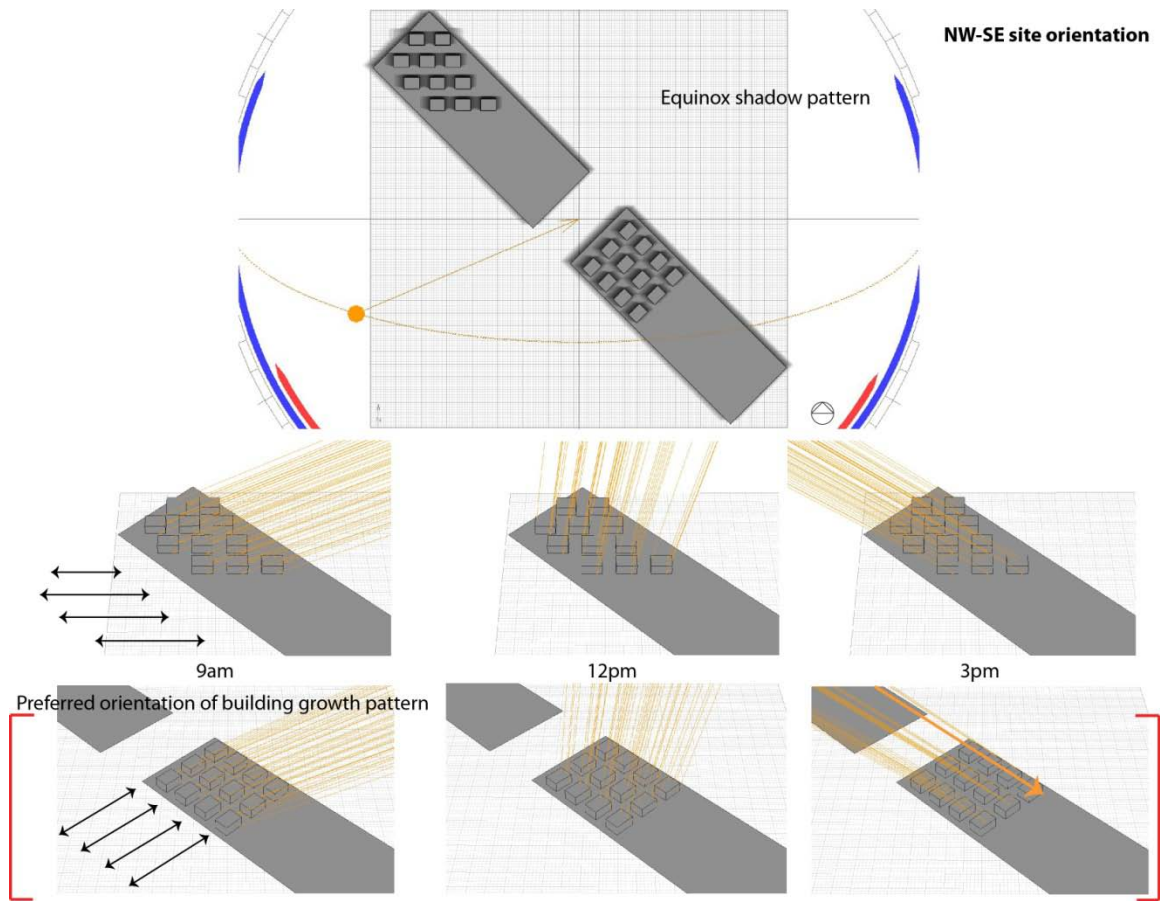 NW-SE site orientation
Equinox shadow pattern
9am
12pm
3pm
Preferred orientation of building growth pattern